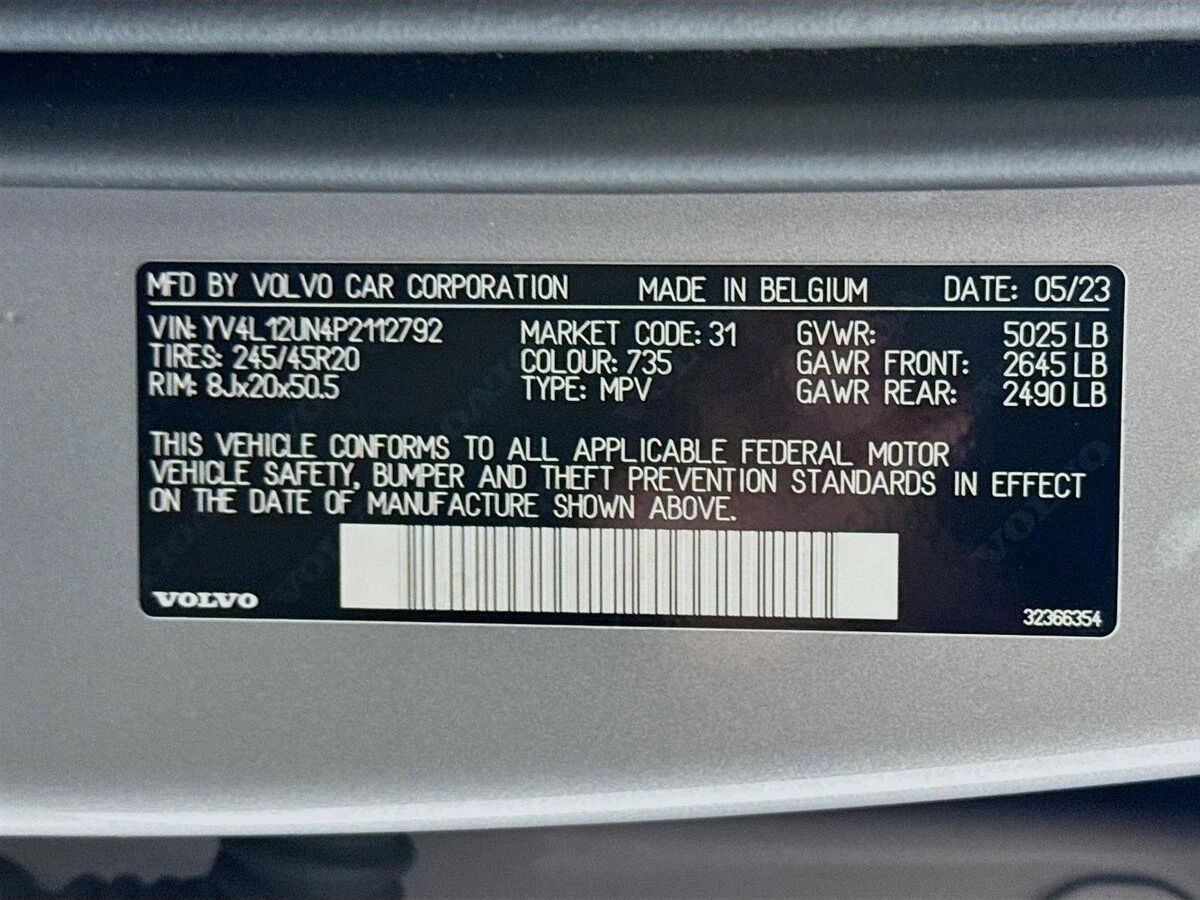 MFD BY VOLVO CAR CORPORATION MADE IN BELGIUM DATE: 05/23
VIN: YV4L12UN4P2112792 MARKET CODE: 31 GVWR: 5025 LB
TIRES: 245/45R20 COLOUR: 735 GAWR FRONT: 2645 LB
RIM: 8Jx20x50.5 TYPE: MPV GAWR REAR: 2490 LB
THIS VEHICLE CONFORMS TO ALL APPLICABLE FEDERAL MOTOR
VEHICLE SAFETY, BUMPER AND THEFT PREVENTION STANDARDS IN EFFECT
ON THE DATE OF MANUFACTURE SHOWN ABOVE.
VOLVO
32366354